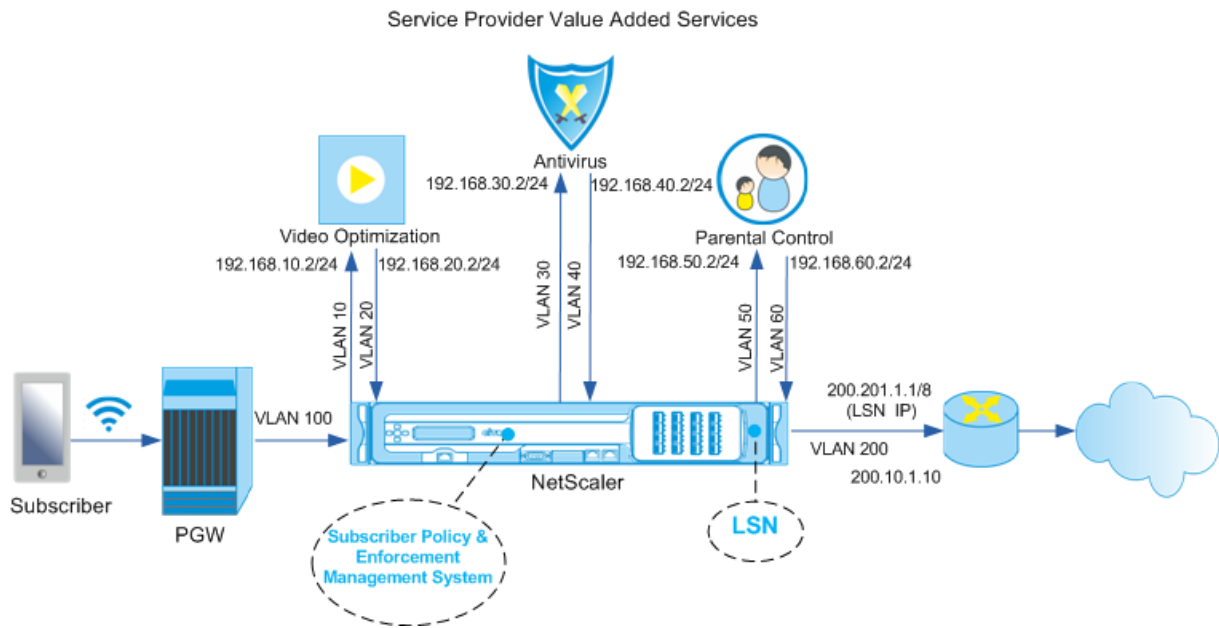 Service Provider Value Added Services
Antivirus
192.168.30.2/24
192.168.40.2/24
Video Optimization
192.168.10.2/24
192.168.20.2/24
Parental Control
192.168.50.2/24
192.168.60.2/24
VLAN 10
VLAN 20
VLAN 30
VLAN 40
VLAN 50
VLAN 60
VLAN 100
200.201.1.1/8
(LSN IP)
VLAN 200
200.10.1.10
NetScaler
Subscriber
PGW
Subscriber Policy &
Enforcement
Management System
LSN